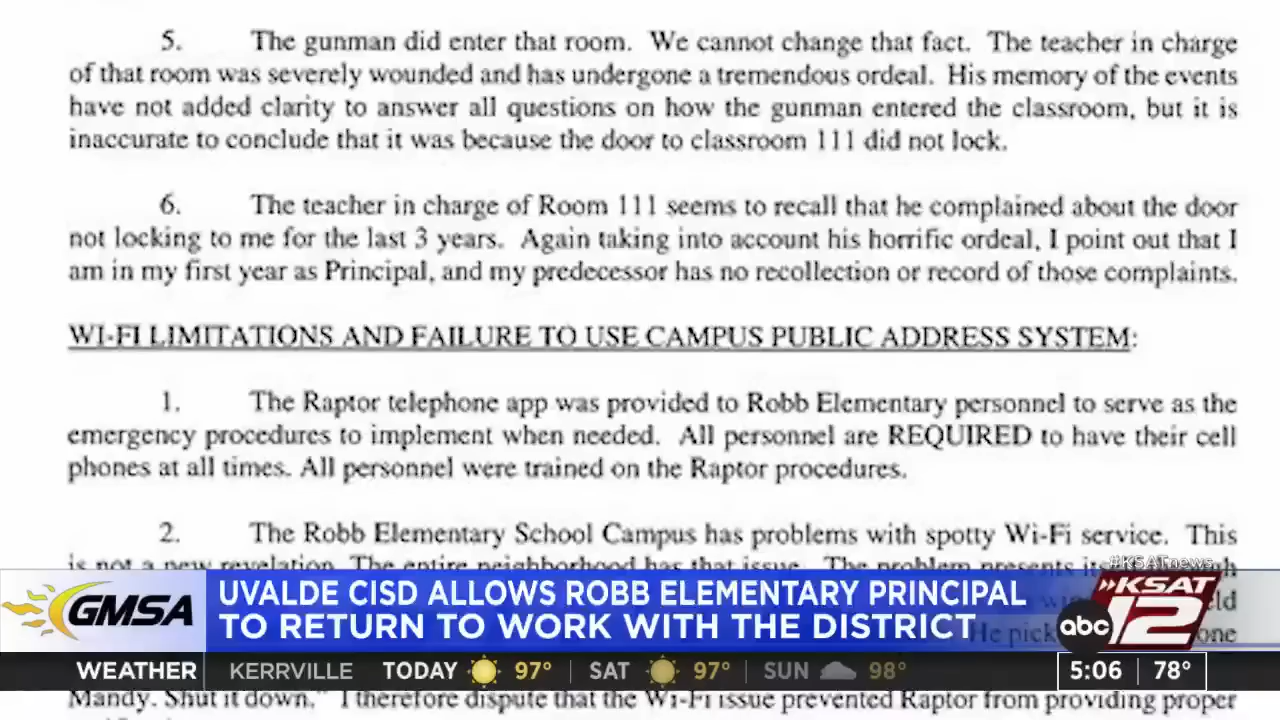 5. The gunman did enter that room. We cannot change that fact. The teacher in charge
of that room was severely wounded and has undergone a tremendous ordeal. His memory of the events
have not added clarity to answer all questions on how the gunman entered the classroom, but it is
inaccurate to conclude that it was because the door to classroom 111 did not lock.
6. The teacher in charge of Room 111 seems to recall that he complained about the door
not locking to me for the last 3 years. Again taking into account his horrific ordeal, I point out that I
am in my first year as Principal, and my predecessor has no recollection or record of those complaints.
WI-FI LIMITATIONS AND FAILURE TO USE CAMPUS PUBLIC ADDRESS SYSTEM:
1. The Raptor telephone app was provided to Robb Elementary personnel to serve as the
emergency procedures to implement when needed. All personnel are REQUIRED to have their cell
phones at all times. All personnel were trained on the Raptor procedures.
2. The Robb Elementary School Campus has problems with spotty Wi-Fi service. This
is not a new revelation. The entire neighborhood has that issue. The problem presents
#KSATnews
GMSA
UVALDE CISD ALLOWS ROBB ELEMENTARY PRINCIPAL
TO RETURN TO WORK WITH THE DISTRICT
He
abc KSAT 12
WEATHER KERRVILLE TODAY 97° SAT 97° SUN 98° 5:06 78°
Mandy. Shut it down." I therefore dispute that the Wi-Fi issue prevented Raptor from providing proper